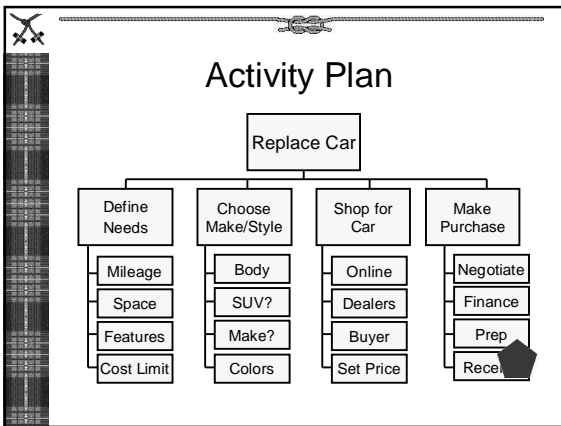 Activity Plan
Replace Car
Define
Needs
Choose
Make/Style
Shop for
Car
Make
Purchase
Mileage
Space
Features
Cost Limit
Body
SUV?
Make?
Colors
Online
Dealers
Buyer
Set Price
Negotiate
Finance
Prep